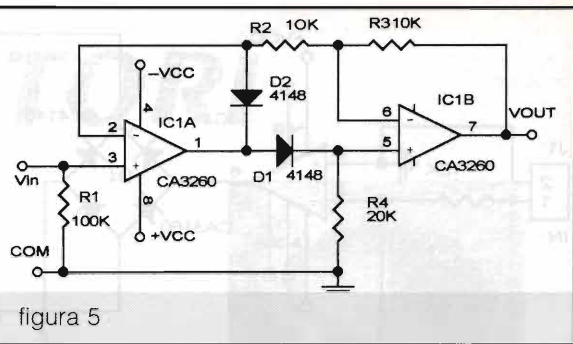 R2 10K R310K
−VCC
D2
4148
4
IC1A
IC1B
2 −
1
6 −
7
VOUT
3 +
5 +
Vin
CA3260
D1 4148
CA3260
R1
100K
8
R4
20K
+VCC
COM
figura 5